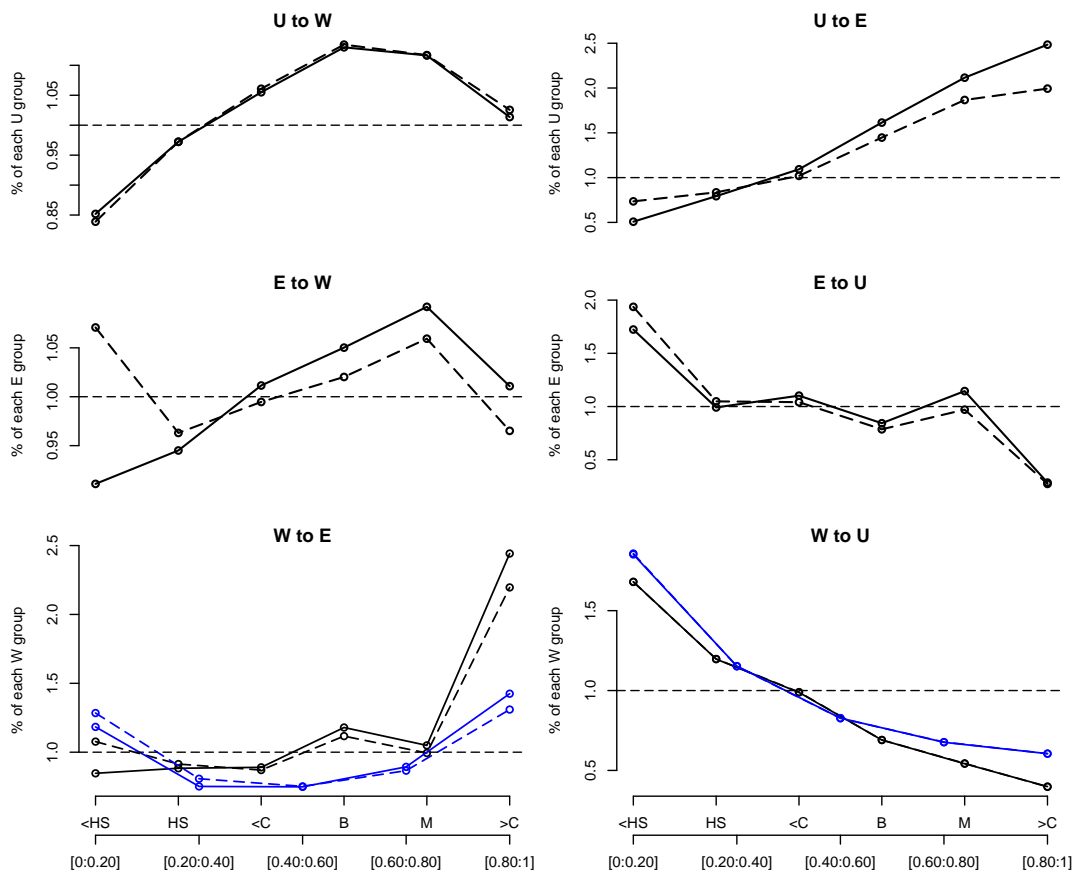 U to W
% of each U group
0.85
0.95
1.05
U to E
% of each U group
0.5
1.0
1.5
2.0
2.5
E to W
% of each E group
0.95
1.00
1.05
E to U
% of each E group
0.5
1.0
1.5
2.0
W to E
% of each W group
1.0
1.5
2.0
2.5
<HS HS <C B M >C
[0:0.20] [0.20:0.40] [0.40:0.60] [0.60:0.80] [0.80:1]
W to U
% of each W group
0.5
1.0
1.5
<HS HS <C B M >C
[0:0.20] [0.20:0.40] [0.40:0.60] [0.60:0.80] [0.80:1]